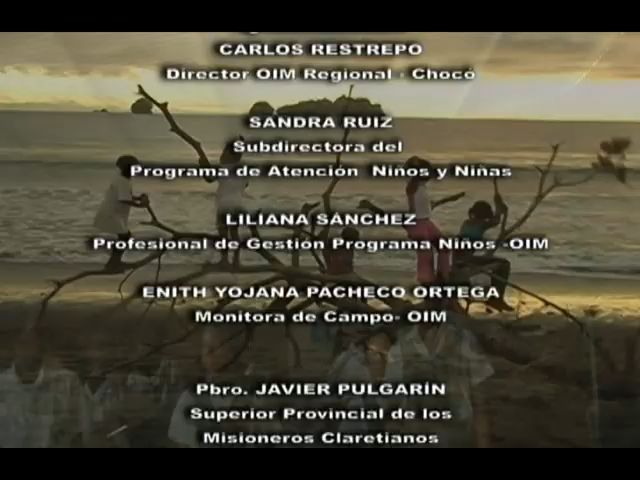 CARLOS RESTREPO
Director OIM Regional - Chocó
SANDRA RUIZ
Subdirectora del
Programa de Atención Niños y Niñas
LILIANA SÁNCHEZ
Profesional de Gestión Programa Niños -OIM
ENITH YOJANA PACHECO ORTEGA
Monitora de Campo- OIM
Pbro. JAVIER PULGARÍN
Superior Provincial de los
Misioneros Claretianos